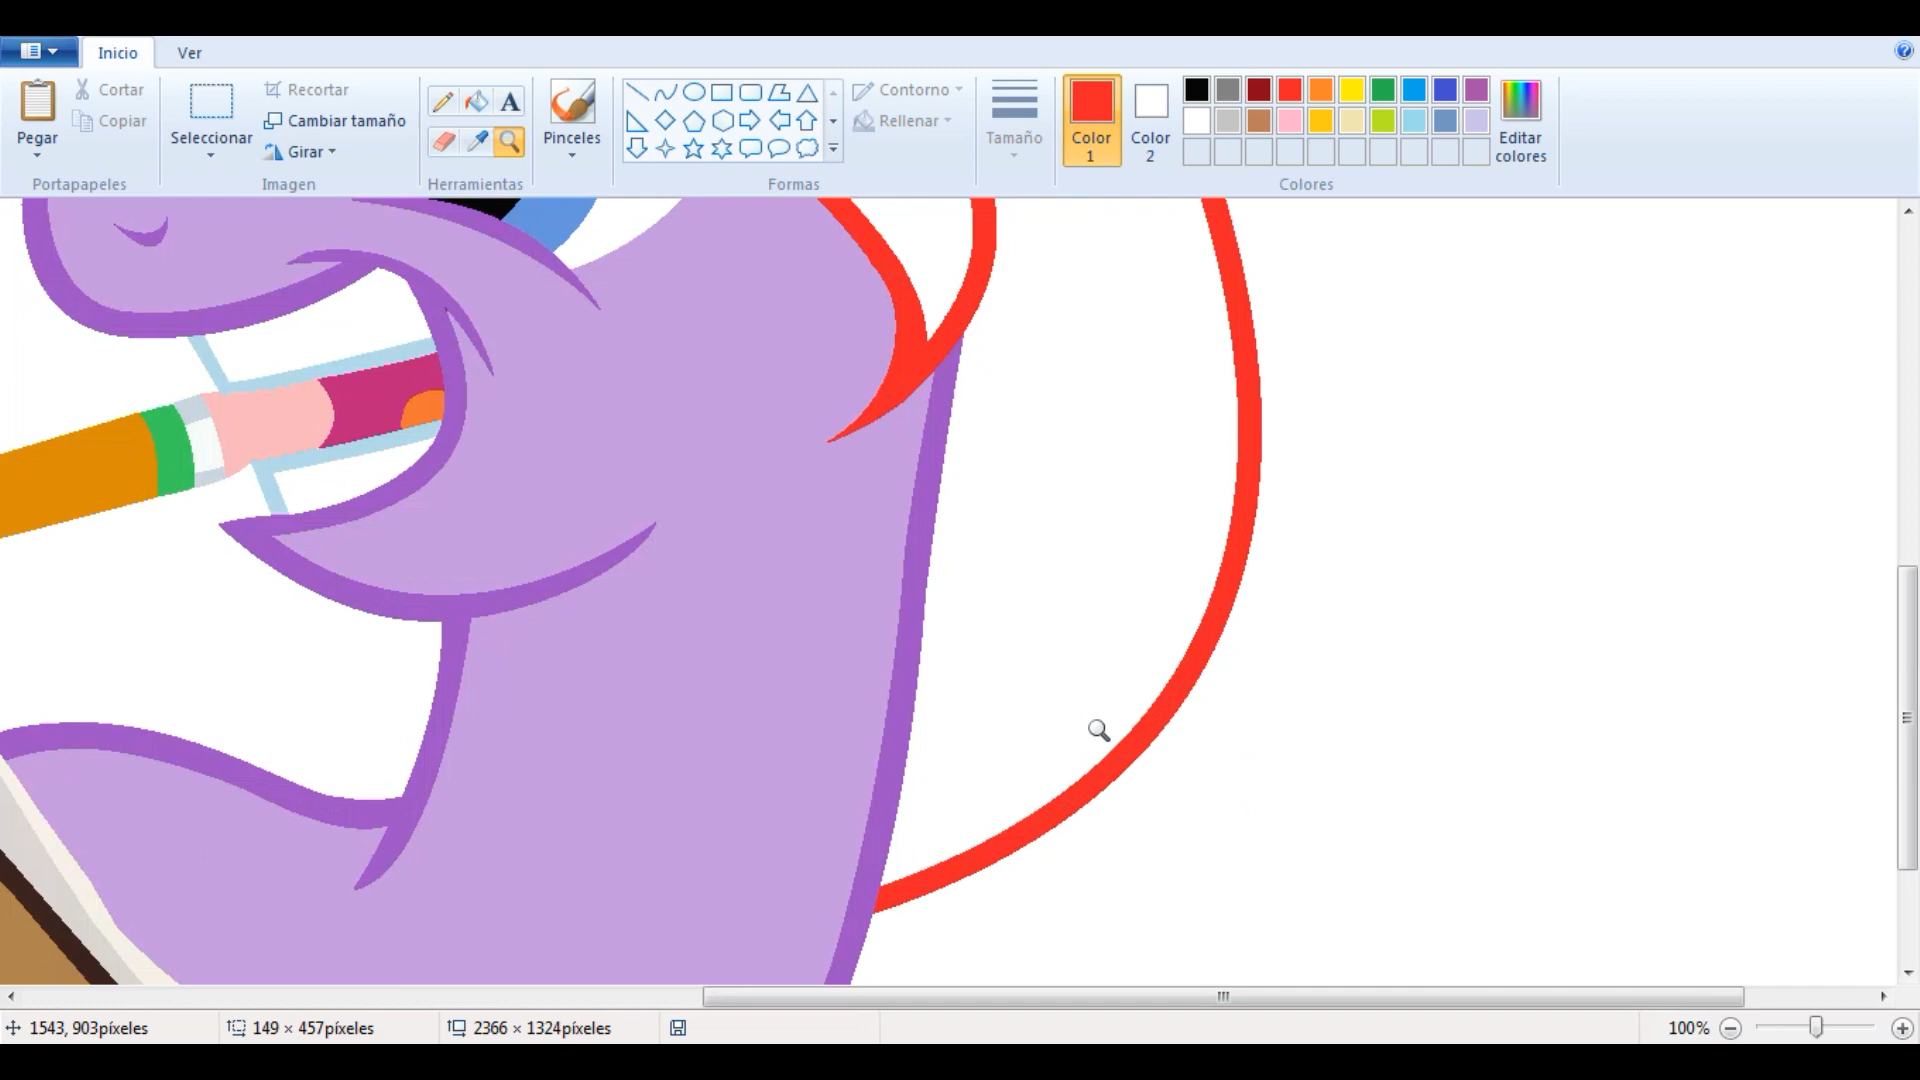 Inicio Ver
Pegar
Cortar
Copiar
Portapapeles
Seleccionar
Recortar
Cambiar tamaño
Girar
Imagen
A
Herramientas
Pinceles
Formas
Contorno
Rellenar
Tamaño
Color
1
Color
2
Editar
colores
Colores
1543, 903píxeles
149 × 457píxeles
2366 × 1324píxeles
100%